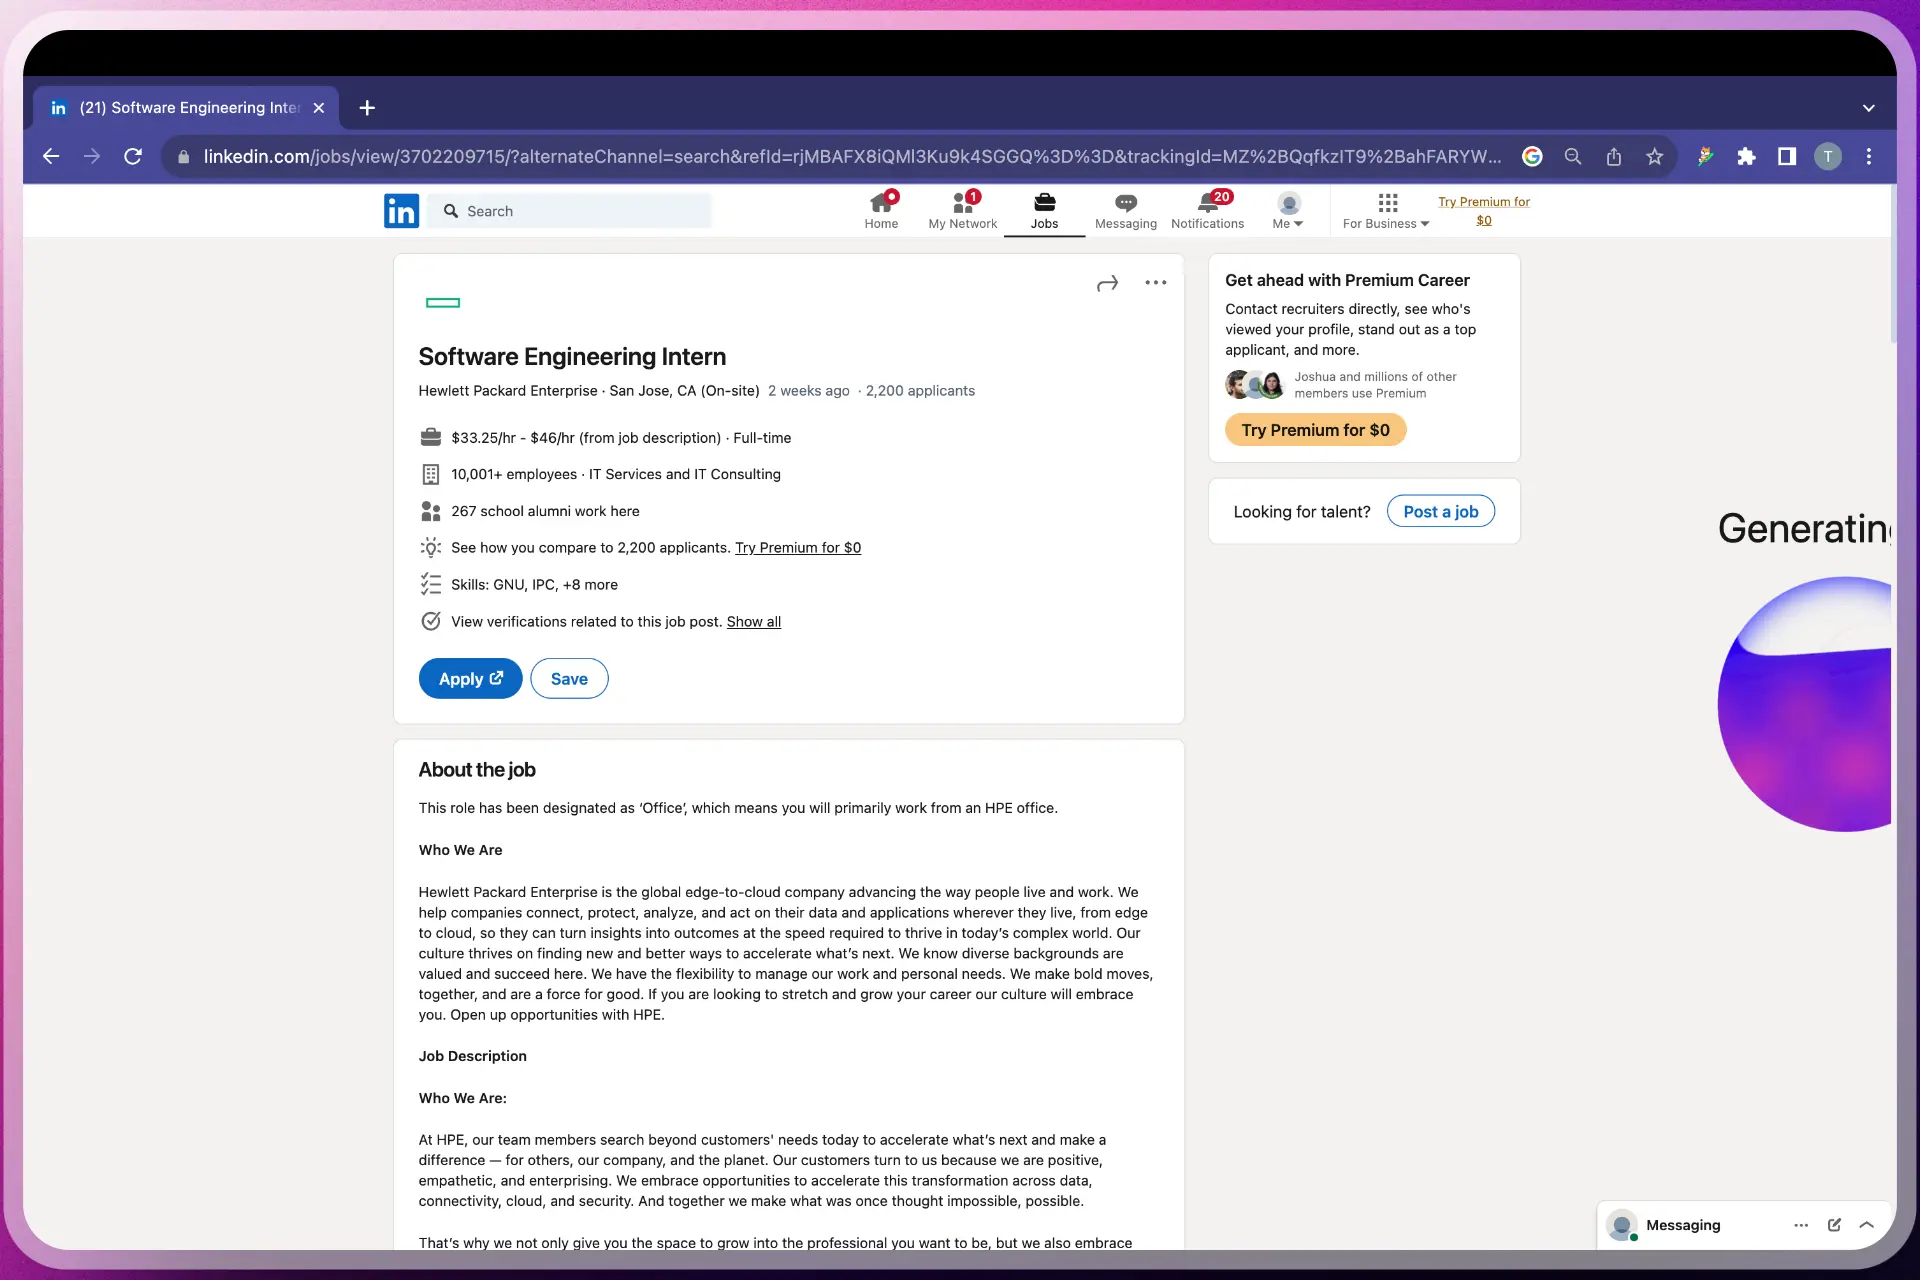 (21) Software Engineering Inter
linkedin.com/jobs/view/3702209715/?alternateChannel=search&refId=rjMBAFX8iQMl3Ku9k4SGGQ%3D%3D&trackingId=MZ%2BQqfkzIT9%2BahFARYW...
T
in
Search
Home
1
My Network
Jobs
Messaging
20
Notifications
Me
For Business
Try Premium for
$0
Software Engineering Intern
Hewlett Packard Enterprise · San Jose, CA (On-site) 2 weeks ago · 2,200 applicants
$33.25/hr - $46/hr (from job description) · Full-time
10,001+ employees · IT Services and IT Consulting
267 school alumni work here
See how you compare to 2,200 applicants. Try Premium for $0
Skills: GNU, IPC, +8 more
View verifications related to this job post. Show all
Apply
Save
Get ahead with Premium Career
Contact recruiters directly, see who's
viewed your profile, stand out as a top
applicant, and more.
Joshua and millions of other
members use Premium
Try Premium for $0
Looking for talent?
Post a job
Generating
About the job
This role has been designated as ‘Office’, which means you will primarily work from an HPE office.
Who We Are
Hewlett Packard Enterprise is the global edge-to-cloud company advancing the way people live and work. We
help companies connect, protect, analyze, and act on their data and applications wherever they live, from edge
to cloud, so they can turn insights into outcomes at the speed required to thrive in today’s complex world. Our
culture thrives on finding new and better ways to accelerate what’s next. We know diverse backgrounds are
valued and succeed here. We have the flexibility to manage our work and personal needs. We make bold moves,
together, and are a force for good. If you are looking to stretch and grow your career our culture will embrace
you. Open up opportunities with HPE.
Job Description
Who We Are:
At HPE, our team members search beyond customers' needs today to accelerate what’s next and make a
difference — for others, our company, and the planet. Our customers turn to us because we are positive,
empathetic, and enterprising. We embrace opportunities to accelerate this transformation across data,
connectivity, cloud, and security. And together we make what was once thought impossible, possible.
That’s why we not only give you the space to grow into the professional you want to be, but we also embrace
Messaging